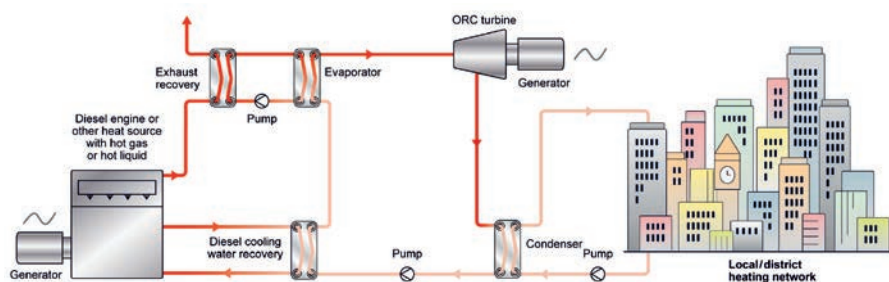 ORC turbine
Exhaust
recovery
Evaporator
Generator
Pump
Diesel engine or
other heat source
with hot gas
or hot liquid
Diesel cooling
water recovery
Pump
Condenser
Pump
Generator
Local/district
heating network